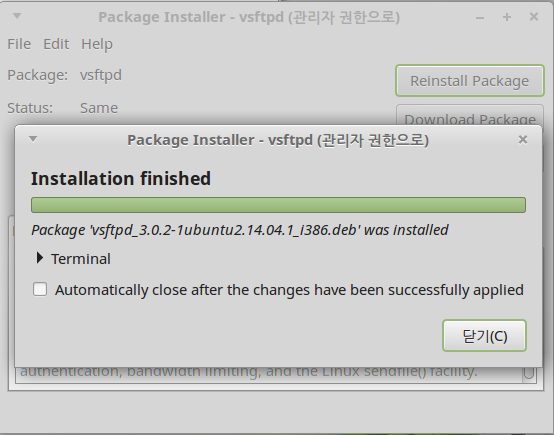 Package Installer - vsftpd (관리자 권한으로)
File Edit Help
Package: vsftpd
Reinstall Package
Status: Same
Download Package
Package Installer - vsftpd (관리자 권한으로)
Installation finished
Package 'vsftpd_3.0.2-1ubuntu2.14.04.1_i386.deb' was installed
Terminal
Automatically close after the changes have been successfully applied
닫기(C)
authentication, bandwidth limiting, and the Linux sendfile() facility.